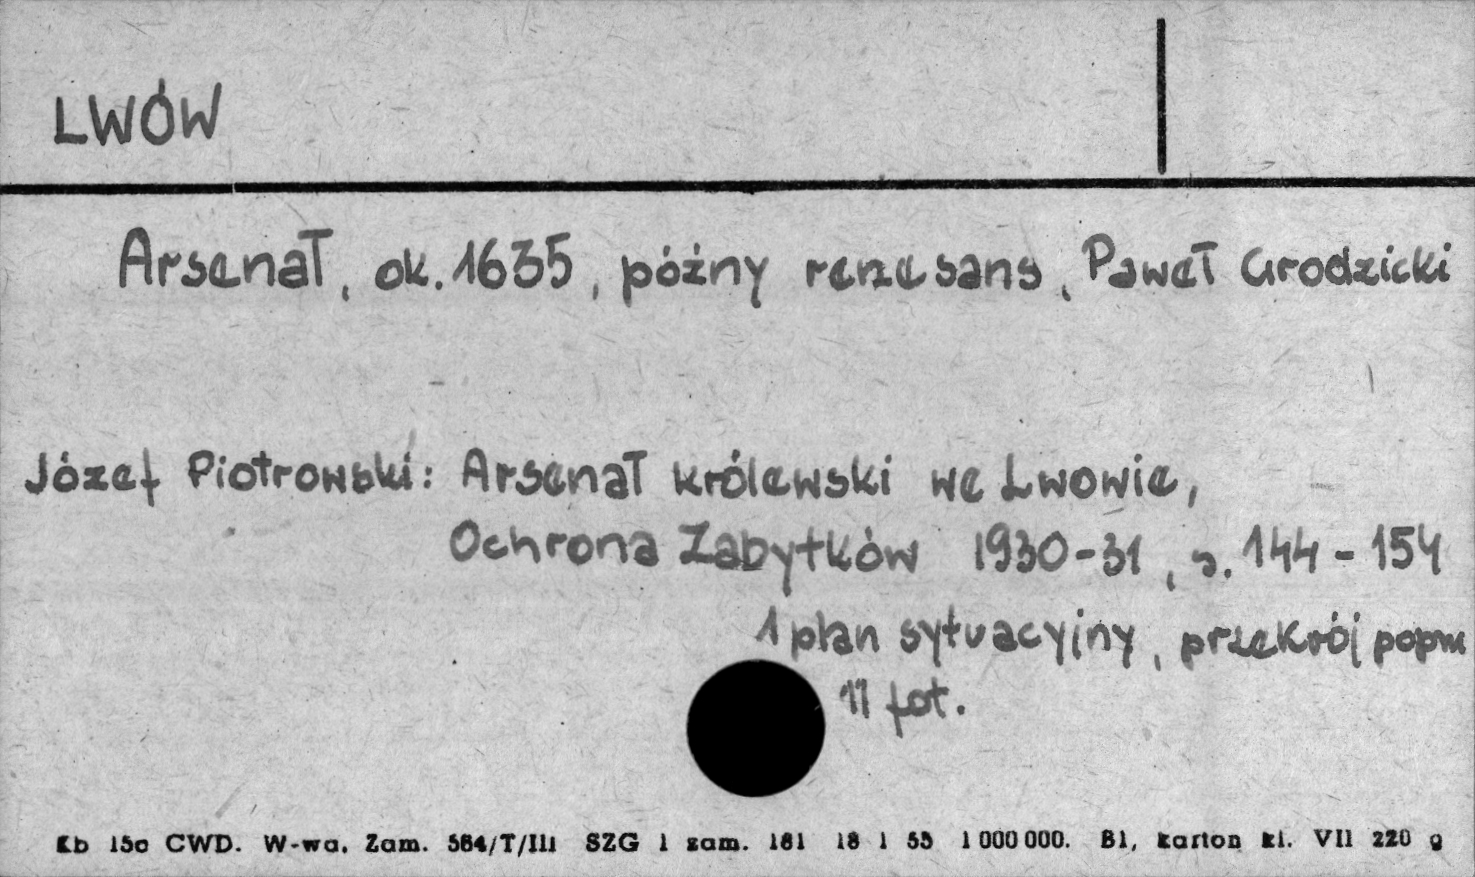 LWÓW
Arsenał, ok. 1635, późny renesans, Paweł Grodzicki
Józef Piotrowski: Arsenał królewski we Lwowie,
Ochrona Zabytków 1930-31, s. 144 - 154
1 plan sytuacyjny, przekrój poprz
11 fot.
Kb 15c CWD. W-wa. Zam. 564/T/III SZG 1 zam. 181 18 1 55 1 000 000. B1, karton kl. VII 220 g